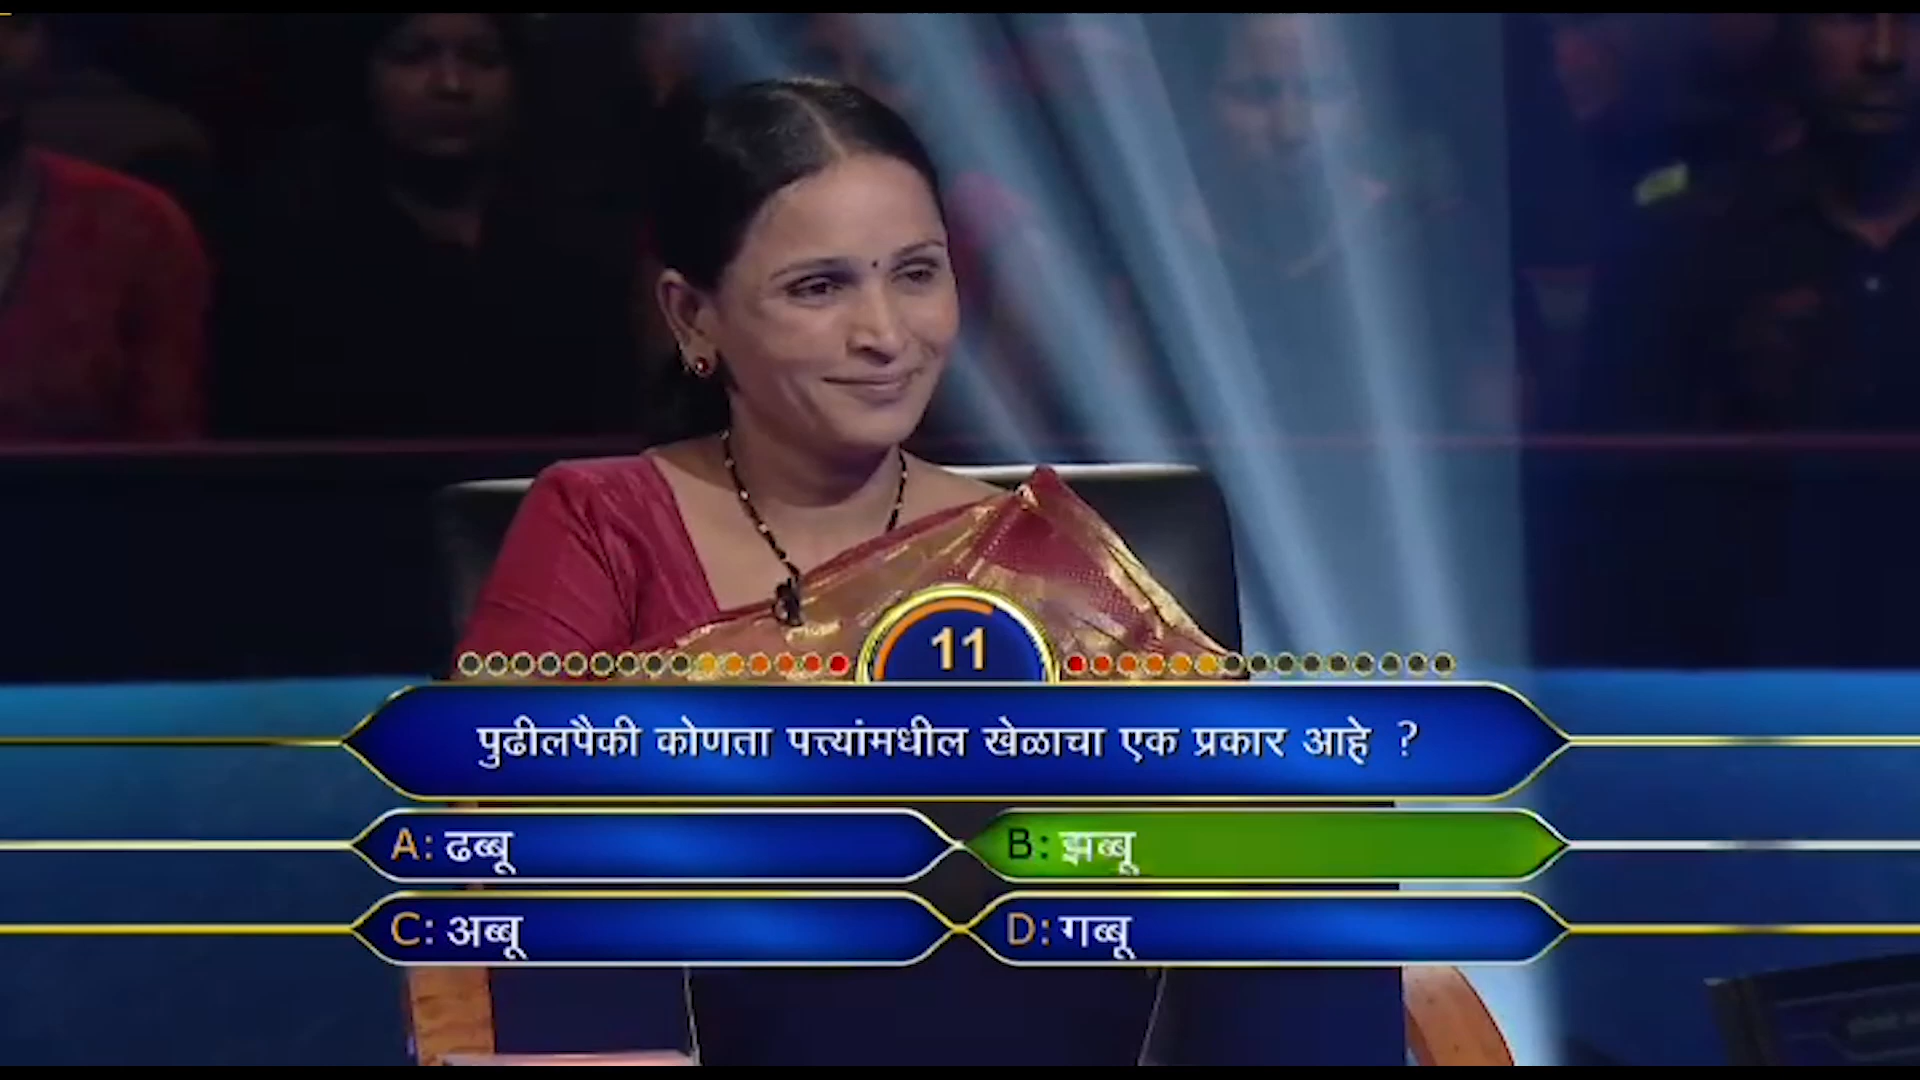 11
पुढीलपैकी कोणता पत्त्यांमधील खेळाचा एक प्रकार आहे ?
A: ढब्बू
B: झब्बू
C: अब्बू
D: गब्बू